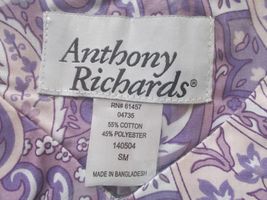 Anthony
Richards®
RN# 61457
04735
55% COTTON
45% POLYESTER
140504
SM
MADE IN BANGLADESH